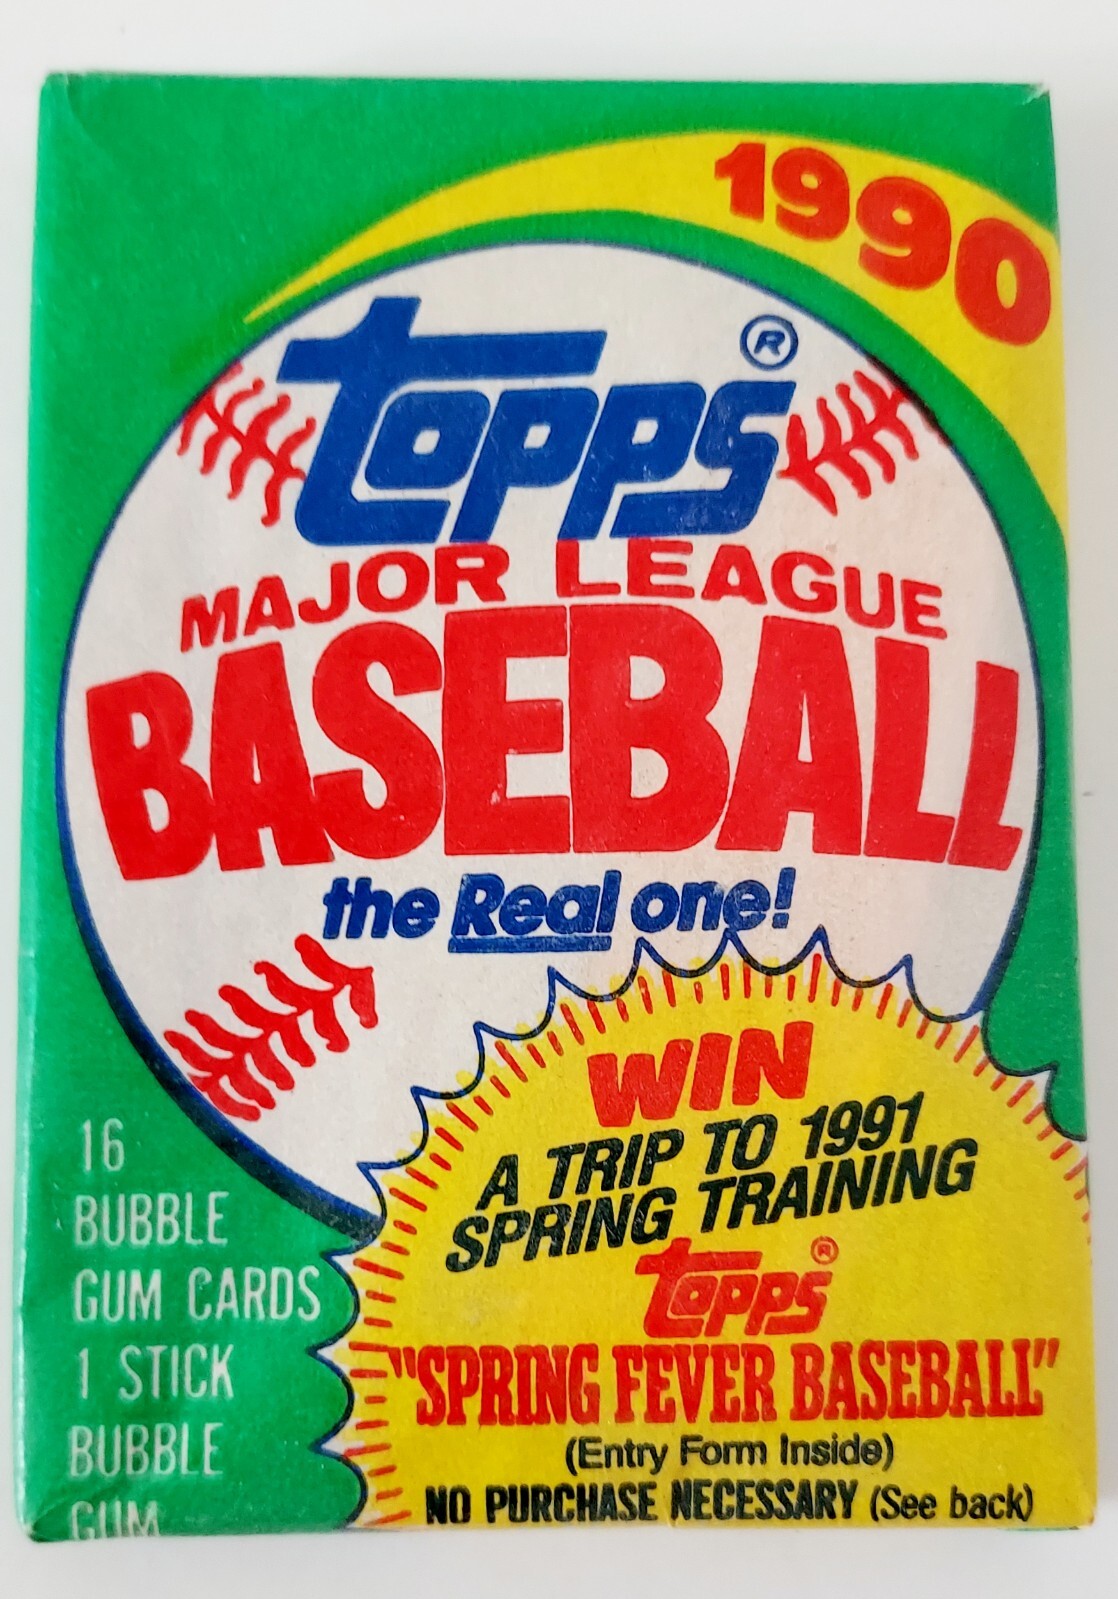 1990
topps®
MAJOR LEAGUE
BASEBALL
the Real one!
WIN
A TRIP TO 1991
SPRING TRAINING
topps®
"SPRING FEVER BASEBALL"
(Entry Form Inside)
NO PURCHASE NECESSARY (See back)
16
BUBBLE
GUM CARDS
1 STICK
BUBBLE
GUM